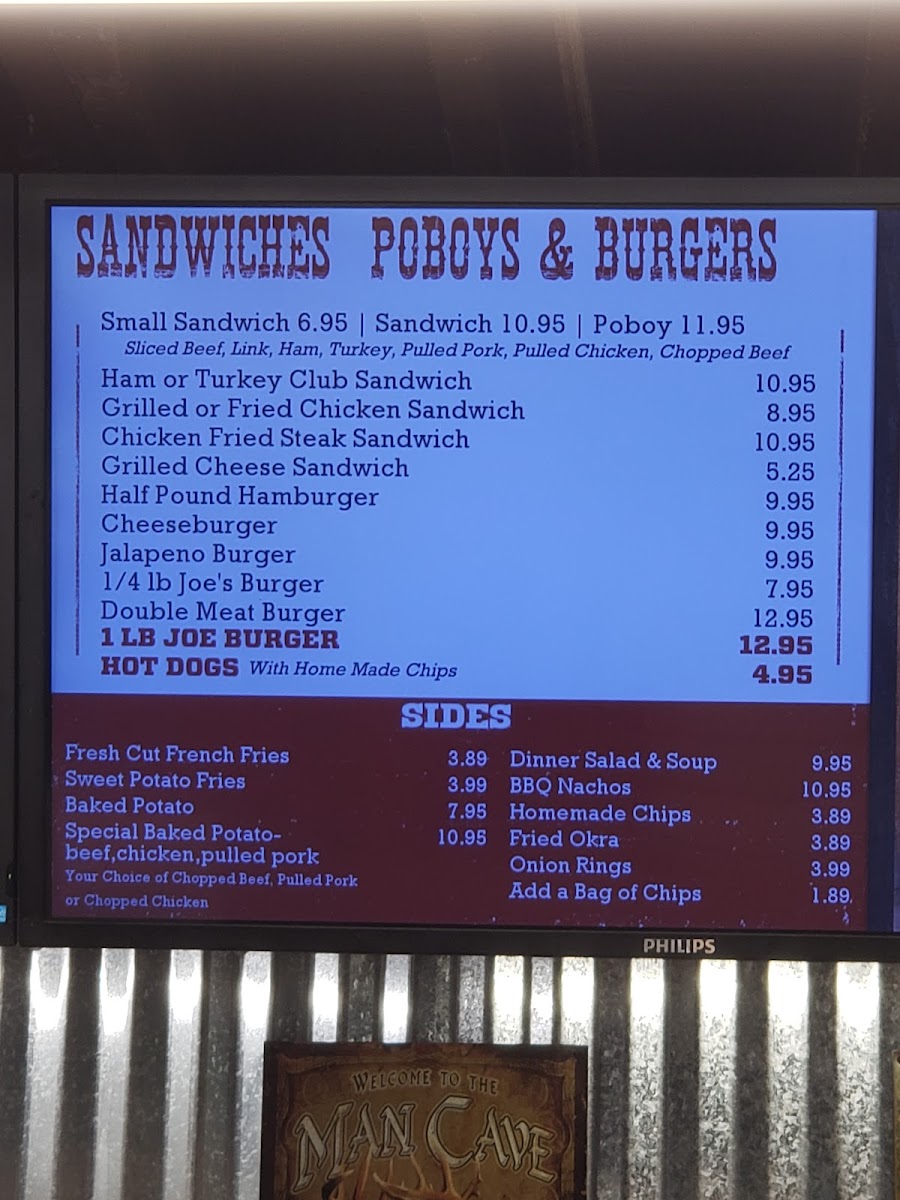 SANDWICHES POBOYS & BURGERS
Small Sandwich 6.95 | Sandwich 10.95 | Poboy 11.95
Sliced Beef, Link, Ham, Turkey, Pulled Pork, Pulled Chicken, Chopped Beef
Ham or Turkey Club Sandwich 10.95
Grilled or Fried Chicken Sandwich 8.95
Chicken Fried Steak Sandwich 10.95
Grilled Cheese Sandwich 5.25
Half Pound Hamburger 9.95
Cheeseburger 9.95
Jalapeno Burger 9.95
1/4 lb Joe's Burger 7.95
Double Meat Burger 12.95
1 LB JOE BURGER 12.95
HOT DOGS With Home Made Chips 4.95
SIDES
Fresh Cut French Fries 3.89
Sweet Potato Fries 3.99
Baked Potato 7.95
Special Baked Potato- 10.95
beef,chicken,pulled pork
Your Choice of Chopped Beef, Pulled Pork
or Chopped Chicken
Dinner Salad & Soup 9.95
BBQ Nachos 10.95
Homemade Chips 3.89
Fried Okra 3.89
Onion Rings 3.99
Add a Bag of Chips 1.89
PHILIPS
WELCOME TO THE
MAN CAVE